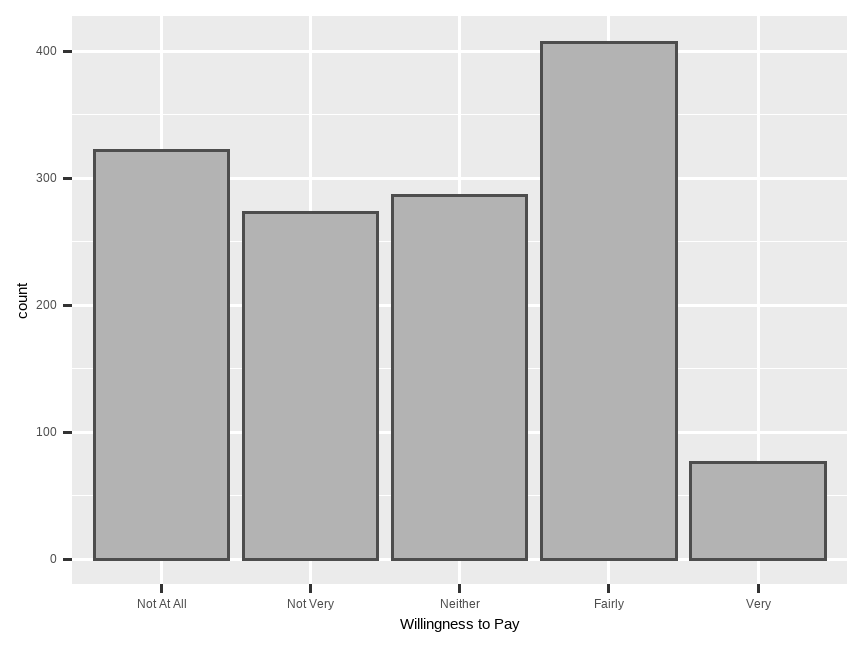 400
300
200
100
0
count
Not At All
Not Very
Neither
Fairly
Very
Willingness to Pay